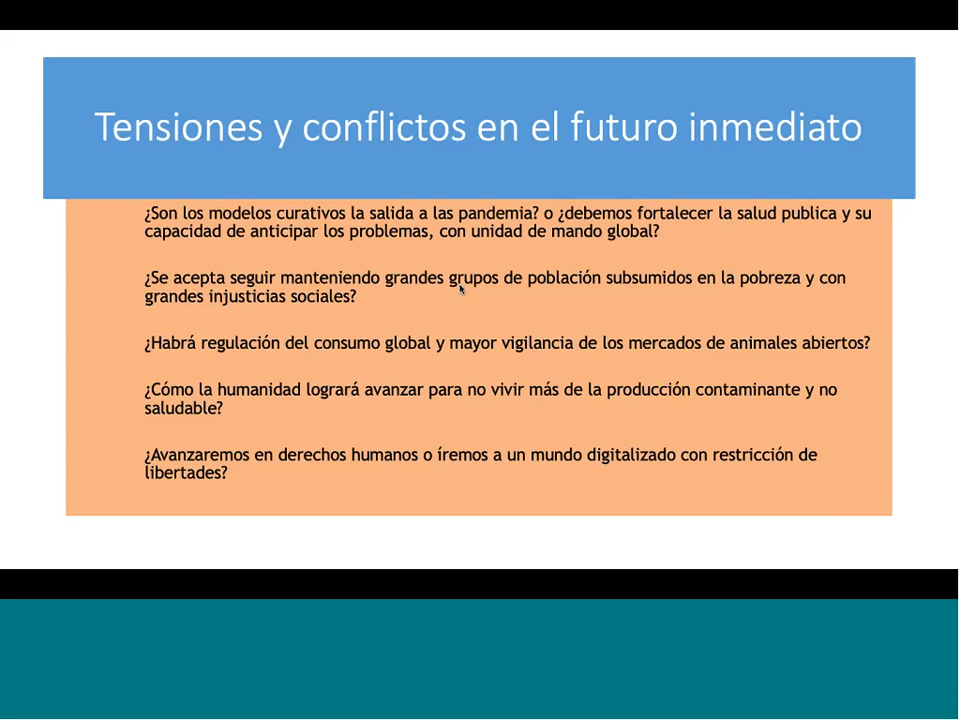 Tensiones y conflictos en el futuro inmediato
¿Son los modelos curativos la salida a las pandemia? o ¿debemos fortalecer la salud publica y su
capacidad de anticipar los problemas, con unidad de mando global?
¿Se acepta seguir manteniendo grandes grupos de población subsumidos en la pobreza y con
grandes injusticias sociales?
¿Habrá regulación del consumo global y mayor vigilancia de los mercados de animales abiertos?
¿Cómo la humanidad logrará avanzar para no vivir más de la producción contaminante y no
saludable?
¿Avanzaremos en derechos humanos o íremos a un mundo digitalizado con restricción de
libertades?